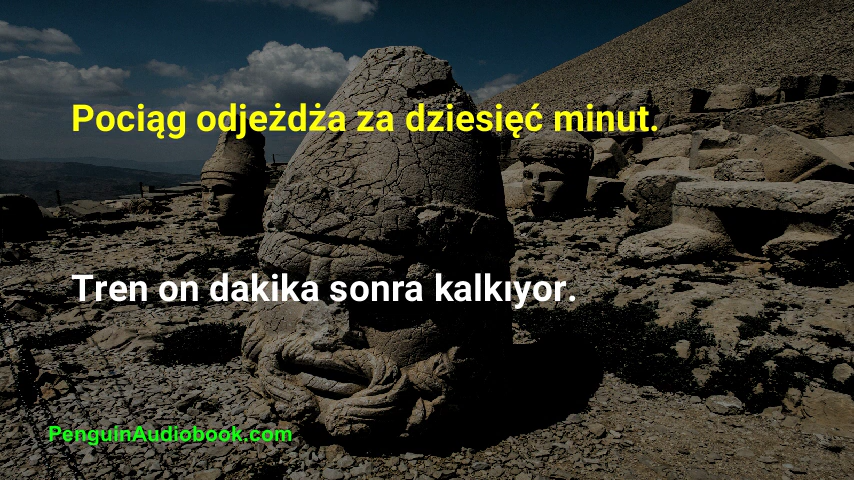 Pociąg odjeżdża za dziesięć minut.
Tren on dakika sonra kalkıyor.
PenguinAudiobook.com